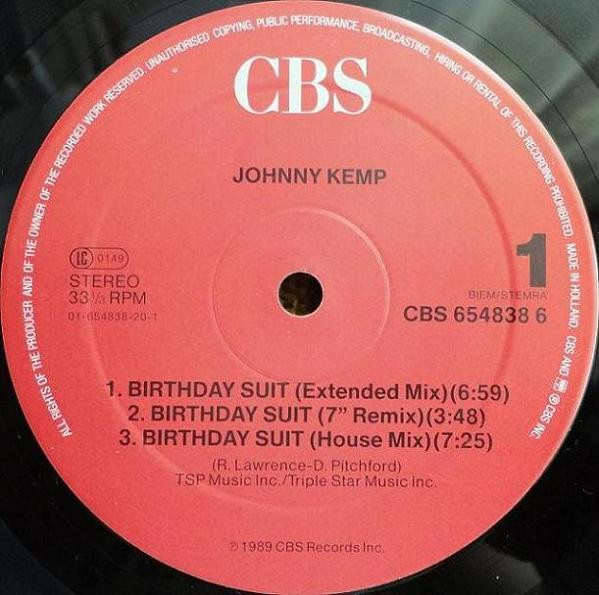 ALL RIGHTS OF THE PRODUCER AND OF THE OWNER OF THE RECORDED WORK RESERVED. UNAUTHORISED COPYING, PUBLIC PERFORMANCE, BROADCASTING, HIRING OR RENTAL OF THIS RECORDING PROHIBITED. MADE IN HOLLAND. CBS AND ℗ CBS INC.
CBS
JOHNNY KEMP
LC 0149
STEREO
33 1/3 RPM
01-654838-20-1
1
BIEM/STEMRA
CBS 654838 6
1. BIRTHDAY SUIT (Extended Mix)(6:59)
2. BIRTHDAY SUIT (7” Remix)(3:48)
3. BIRTHDAY SUIT (House Mix)(7:25)
(R. Lawrence-D. Pitchford)
TSP Music Inc./Triple Star Music Inc.
℗ 1989 CBS Records Inc.